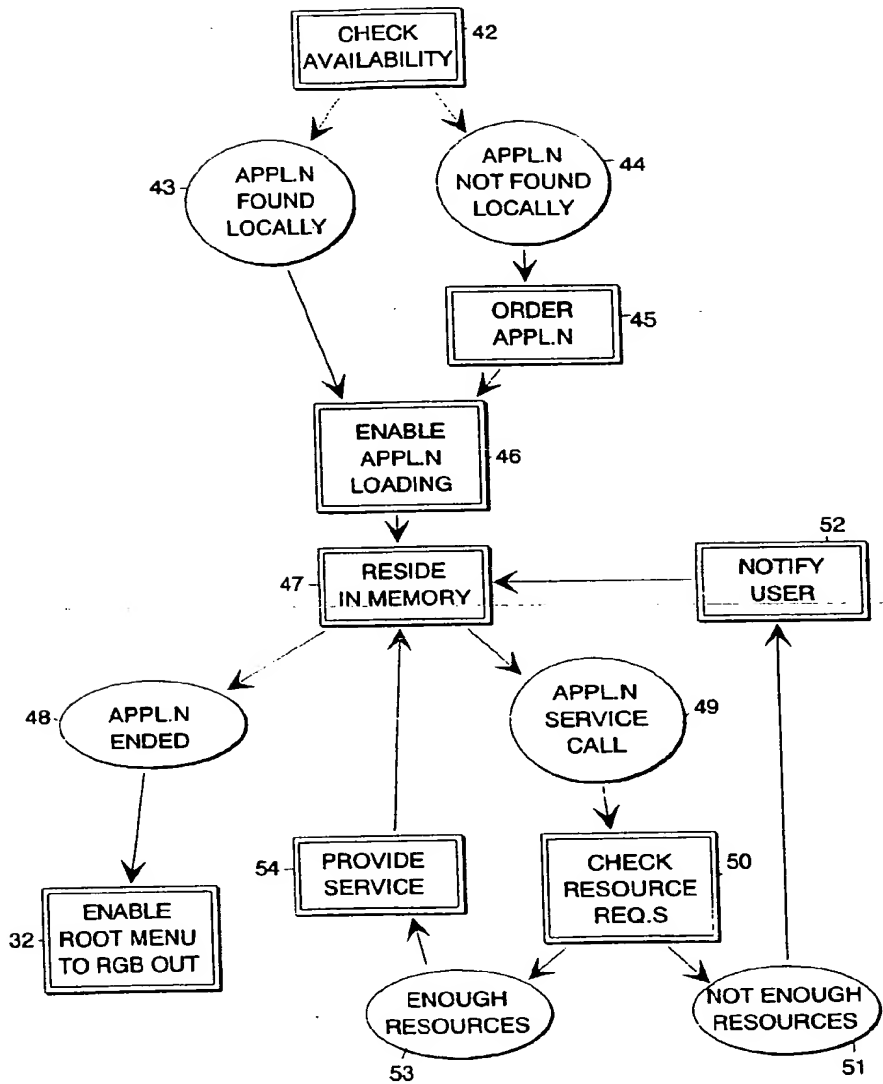 CHECK
AVAILABILITY
42
APPL.N
FOUND
LOCALLY
43
APPL.N
NOT FOUND
LOCALLY
44
ORDER
APPL.N
45
ENABLE
APPL.N
LOADING
46
RESIDE
IN MEMORY
47
NOTIFY
USER
52
APPL.N
ENDED
48
APPL.N
SERVICE
CALL
49
PROVIDE
SERVICE
54
CHECK
RESOURCE
REQ.S
50
ENABLE
ROOT MENU
TO RGB OUT
32
ENOUGH
RESOURCES
53
NOT ENOUGH
RESOURCES
51